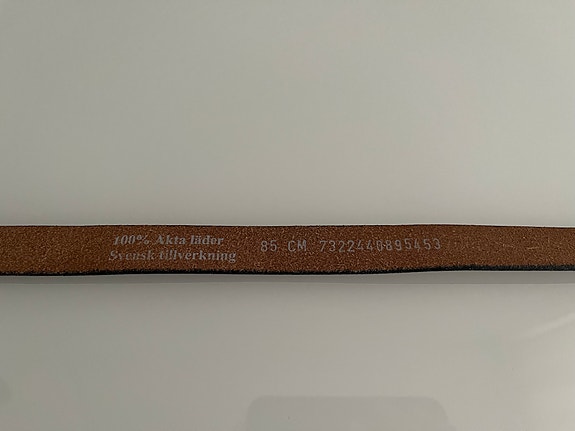 100% Äkta läder
Svensk tillverkning
85 CM 7322440895453